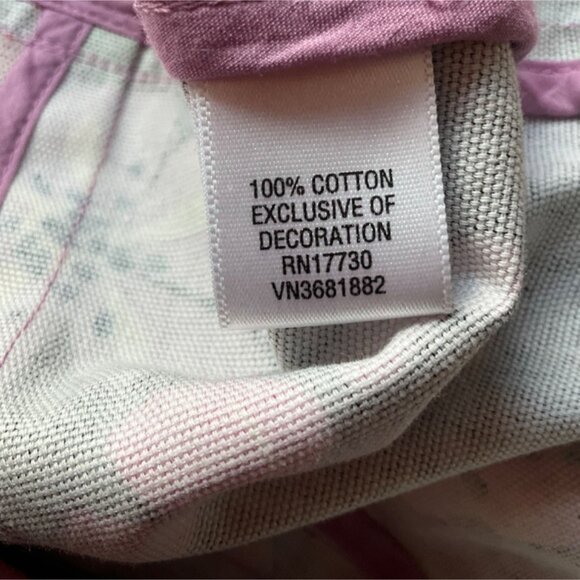 100% COTTON
EXCLUSIVE OF
DECORATION
RN17730
VN3681882